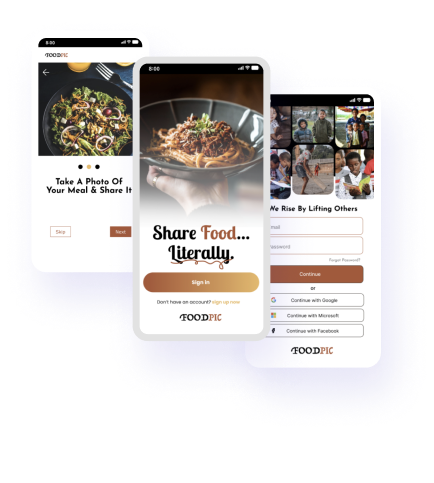 8:00
FOODPIC
Take A Photo Of
Your Meal & Share It
Skip
Next
8:00
Share Food...
Literally.
Sign In
Don't have an account? sign up now
FOODPIC
We Rise By Lifting Others
Forgot Password?
Continue
or
Continue with Google
Continue with Microsoft
Continue with Facebook
FOODPIC